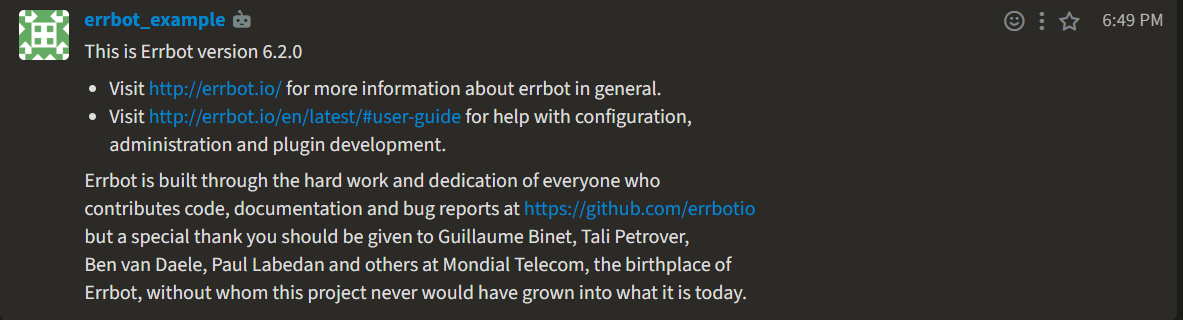 errbot_example
6:49 PM
This is Errbot version 6.2.0
• Visit http://errbot.io/ for more information about errbot in general.
• Visit http://errbot.io/en/latest/#user-guide for help with configuration,
administration and plugin development.
Errbot is built through the hard work and dedication of everyone who
contributes code, documentation and bug reports at https://github.com/errbotio
but a special thank you should be given to Guillaume Binet, Tali Petrover,
Ben van Daele, Paul Labedan and others at Mondial Telecom, the birthplace of
Errbot, without whom this project never would have grown into what it is today.